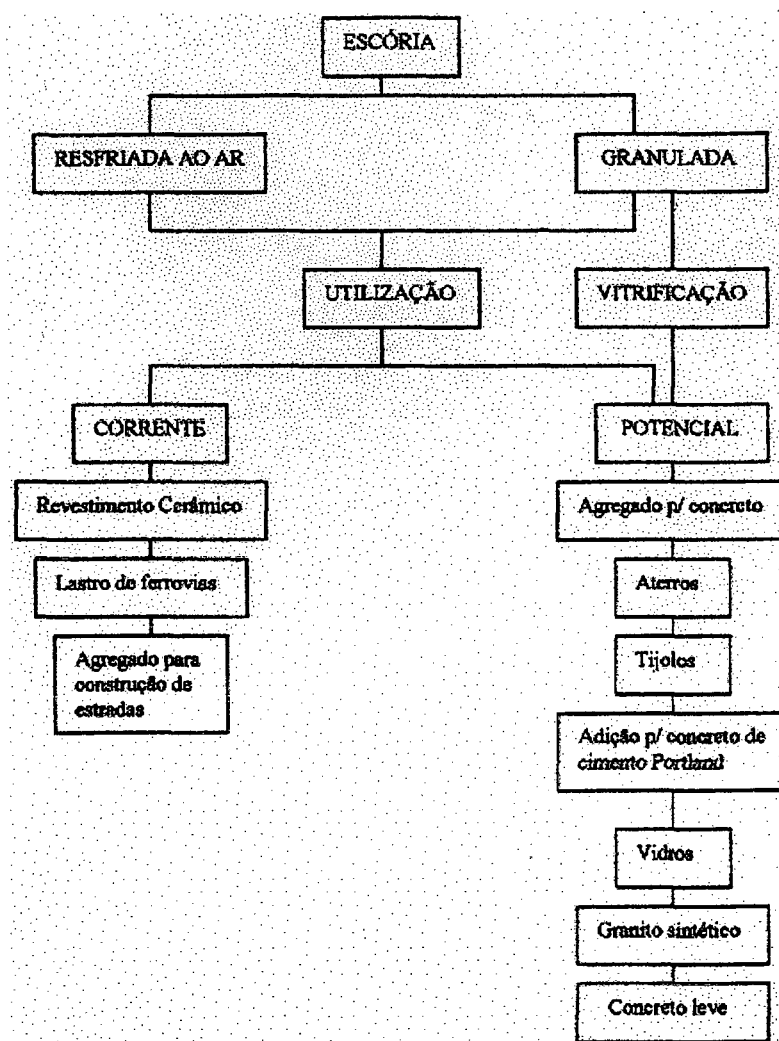 ESCÓRIA
RESFRIADA AO AR
GRANULADA
UTILIZAÇÃO
VITRIFICAÇÃO
CORRENTE
POTENCIAL
Revestimento Cerâmico
Agregado p/ concreto
Lastro de ferrovias
Aterros
Agregado para
construção de
estradas
Tijolos
Adição p/ concreto de
cimento Portland
Vidros
Granito sintético
Concreto leve